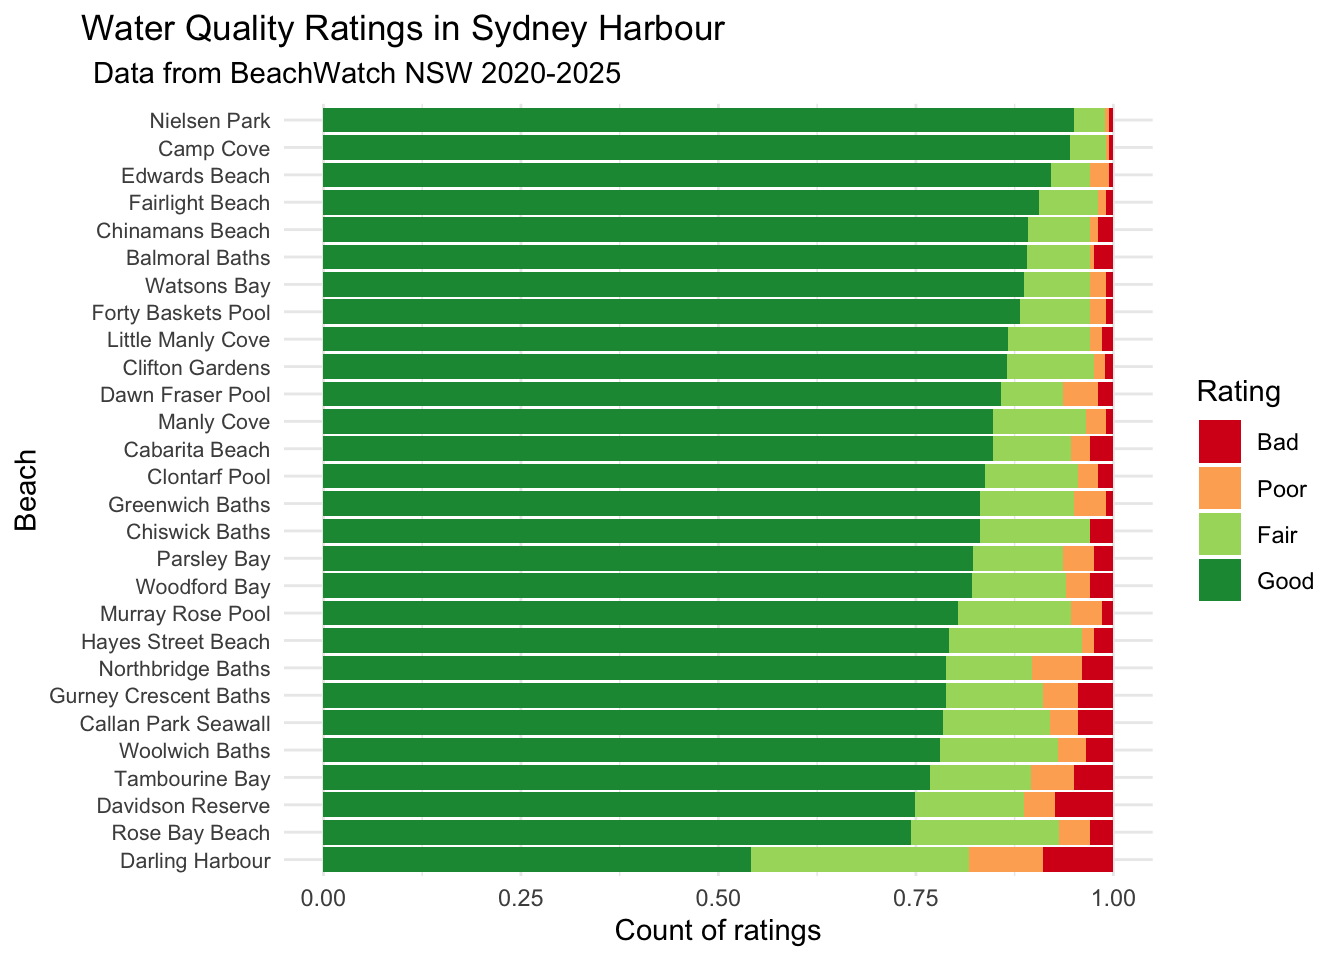 Water Quality Ratings in Sydney Harbour
Data from BeachWatch NSW 2020-2025
Beach
Nielsen Park
Camp Cove
Edwards Beach
Fairlight Beach
Chinamans Beach
Balmoral Baths
Watsons Bay
Forty Baskets Pool
Little Manly Cove
Clifton Gardens
Dawn Fraser Pool
Manly Cove
Cabarita Beach
Clontarf Pool
Greenwich Baths
Chiswick Baths
Parsley Bay
Woodford Bay
Murray Rose Pool
Hayes Street Beach
Northbridge Baths
Gurney Crescent Baths
Callan Park Seawall
Woolwich Baths
Tambourine Bay
Davidson Reserve
Rose Bay Beach
Darling Harbour
0.00 0.25 0.50 0.75 1.00
Count of ratings
Rating
Bad
Poor
Fair
Good